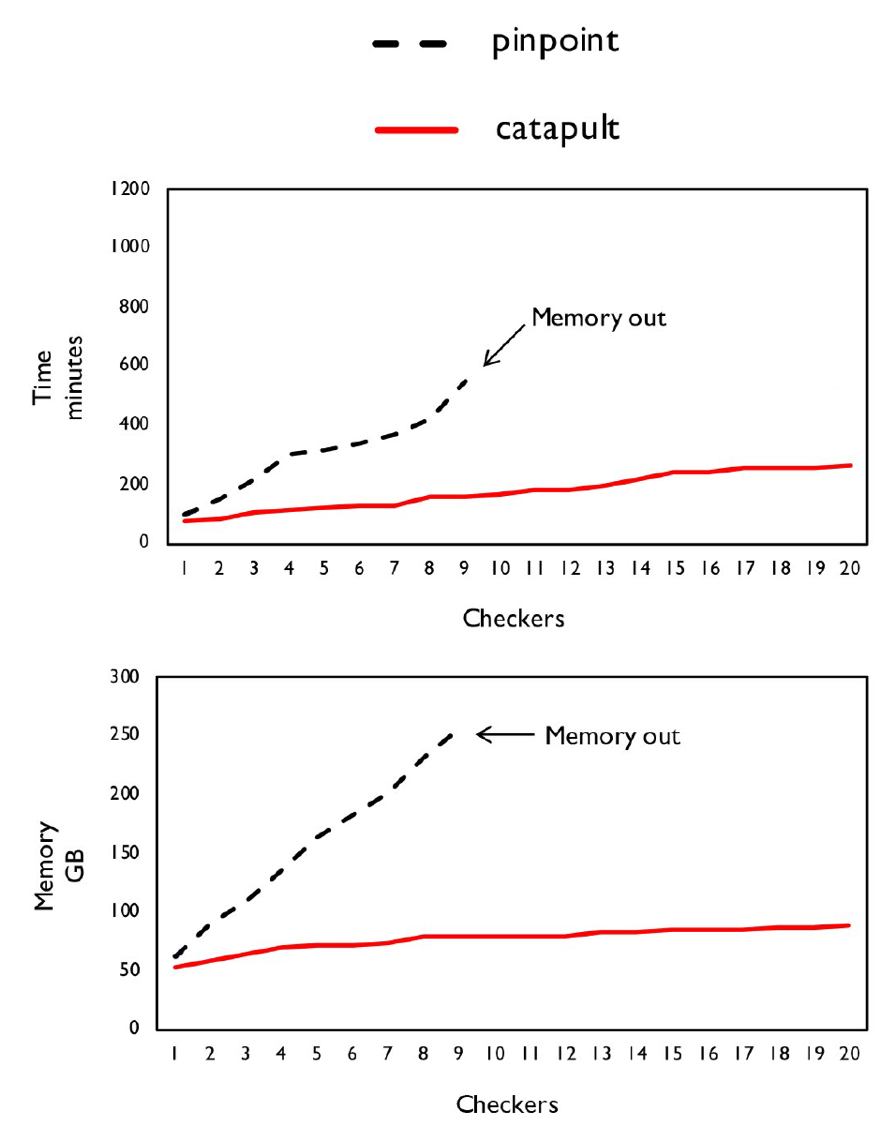 pinpoint
catapult
1200
1000
800
600
400
200
0
Time
minutes
Memory out
1 2 3 4 5 6 7 8 9 10 11 12 13 14 15 16 17 18 19 20
Checkers
300
250
200
150
100
50
0
Memory
GB
Memory out
1 2 3 4 5 6 7 8 9 10 11 12 13 14 15 16 17 18 19 20
Checkers